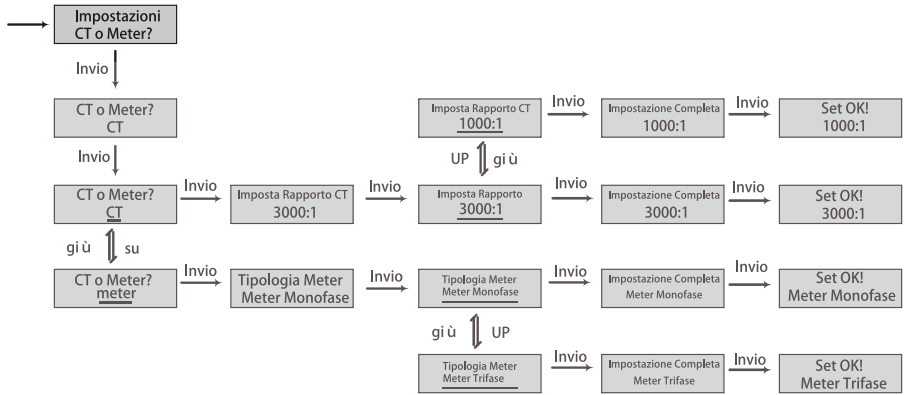 Impostazioni
CT o Meter?
Invio
CT o Meter?
CT
Invio
Imposta Rapporto CT
1000:1
Invio
Impostazione Completa
1000:1
Invio
Set OK!
1000:1
UP
gi ù
CT o Meter?
CT
Invio
Imposta Rapporto CT
3000:1
Invio
Imposta Rapporto
3000:1
Invio
Impostazione Completa
3000:1
Invio
Set OK!
3000:1
gi ù
su
CT o Meter?
meter
Invio
Tipologia Meter
Meter Monofase
Invio
Tipologia Meter
Meter Monofase
Invio
Impostazione Completa
Meter Monofase
Invio
Set OK!
Meter Monofase
gi ù
UP
Tipologia Meter
Meter Trifase
Invio
Impostazione Completa
Meter Trifase
Invio
Set OK!
Meter Trifase